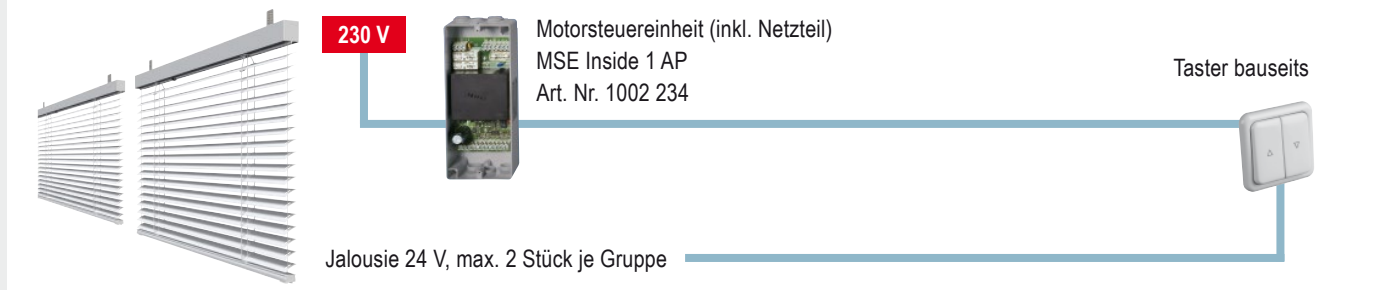 230 V
Motorsteuereinheit (inkl. Netzteil)
MSE Inside 1 AP
Art. Nr. 1002 234
Taster bauseits
Jalousie 24 V, max. 2 Stück je Gruppe